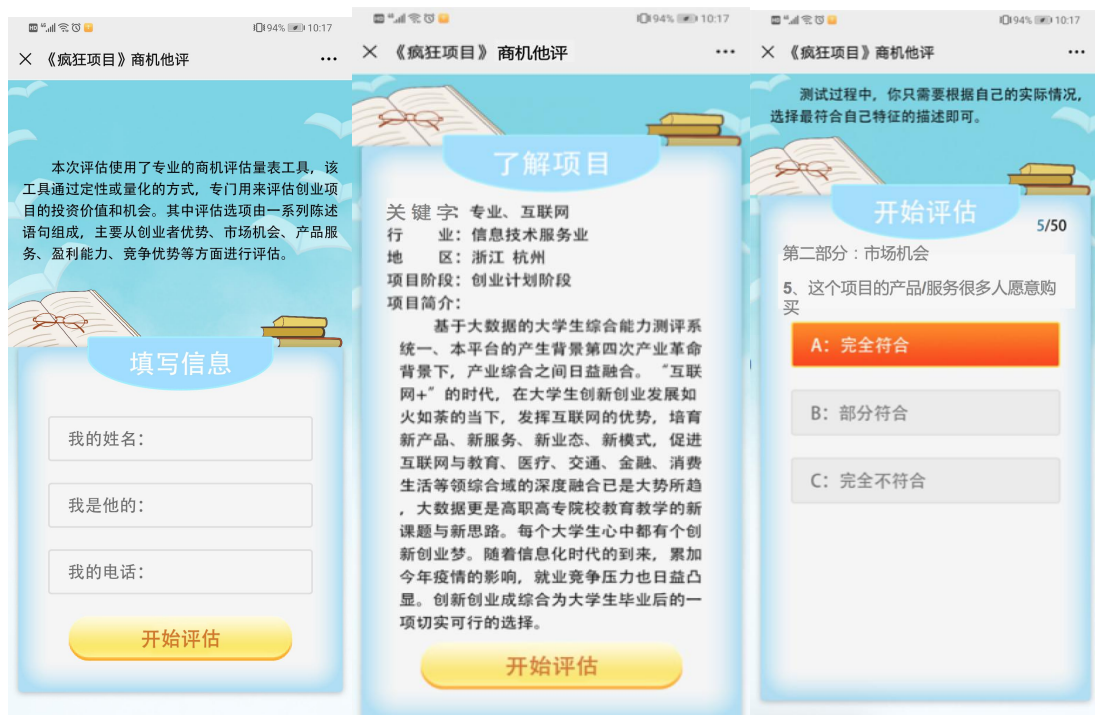 HD 4G 94% 10:17
《疯狂项目》商机他评
本次评估使用了专业的商机评估量表工具，该
工具通过定性或量化的方式，专门用来评估创业项
目的投资价值和机会。其中评估选项由一系列陈述
语句组成，主要从创业者优势、市场机会、产品服
务、盈利能力、竞争优势等方面进行评估。
填写信息
我的姓名：
我是他的：
我的电话：
开始评估
HD 4G 94% 10:17
《疯狂项目》商机他评
了解项目
关 键 字：专业、互联网
行 业：信息技术服务业
地 区：浙江 杭州
项目阶段：创业计划阶段
项目简介：
基于大数据的大学生综合能力测评系
统一、本平台的产生背景第四次产业革命
背景下，产业综合之间日益融合。“互联
网+”的时代，在大学生创新创业发展如
火如荼的当下，发挥互联网的优势，培育
新产品、新服务、新业态、新模式，促进
互联网与教育、医疗、交通、金融、消费
生活等领综合域的深度融合已是大势所趋
，大数据更是高职高专院校教育教学的新
课题与新思路。每个大学生心中都有个创
新创业梦。随着信息化时代的到来，累加
今年疫情的影响，就业竞争压力也日益凸
显。创新创业成综合为大学生毕业后的一
项切实可行的选择。
开始评估
HD 4G 94% 10:17
《疯狂项目》商机他评
测试过程中，你只需要根据自己的实际情况，
选择最符合自己特征的描述即可。
开始评估
5/50
第二部分：市场机会
5、这个项目的产品/服务很多人愿意购
买
A：完全符合
B：部分符合
C：完全不符合